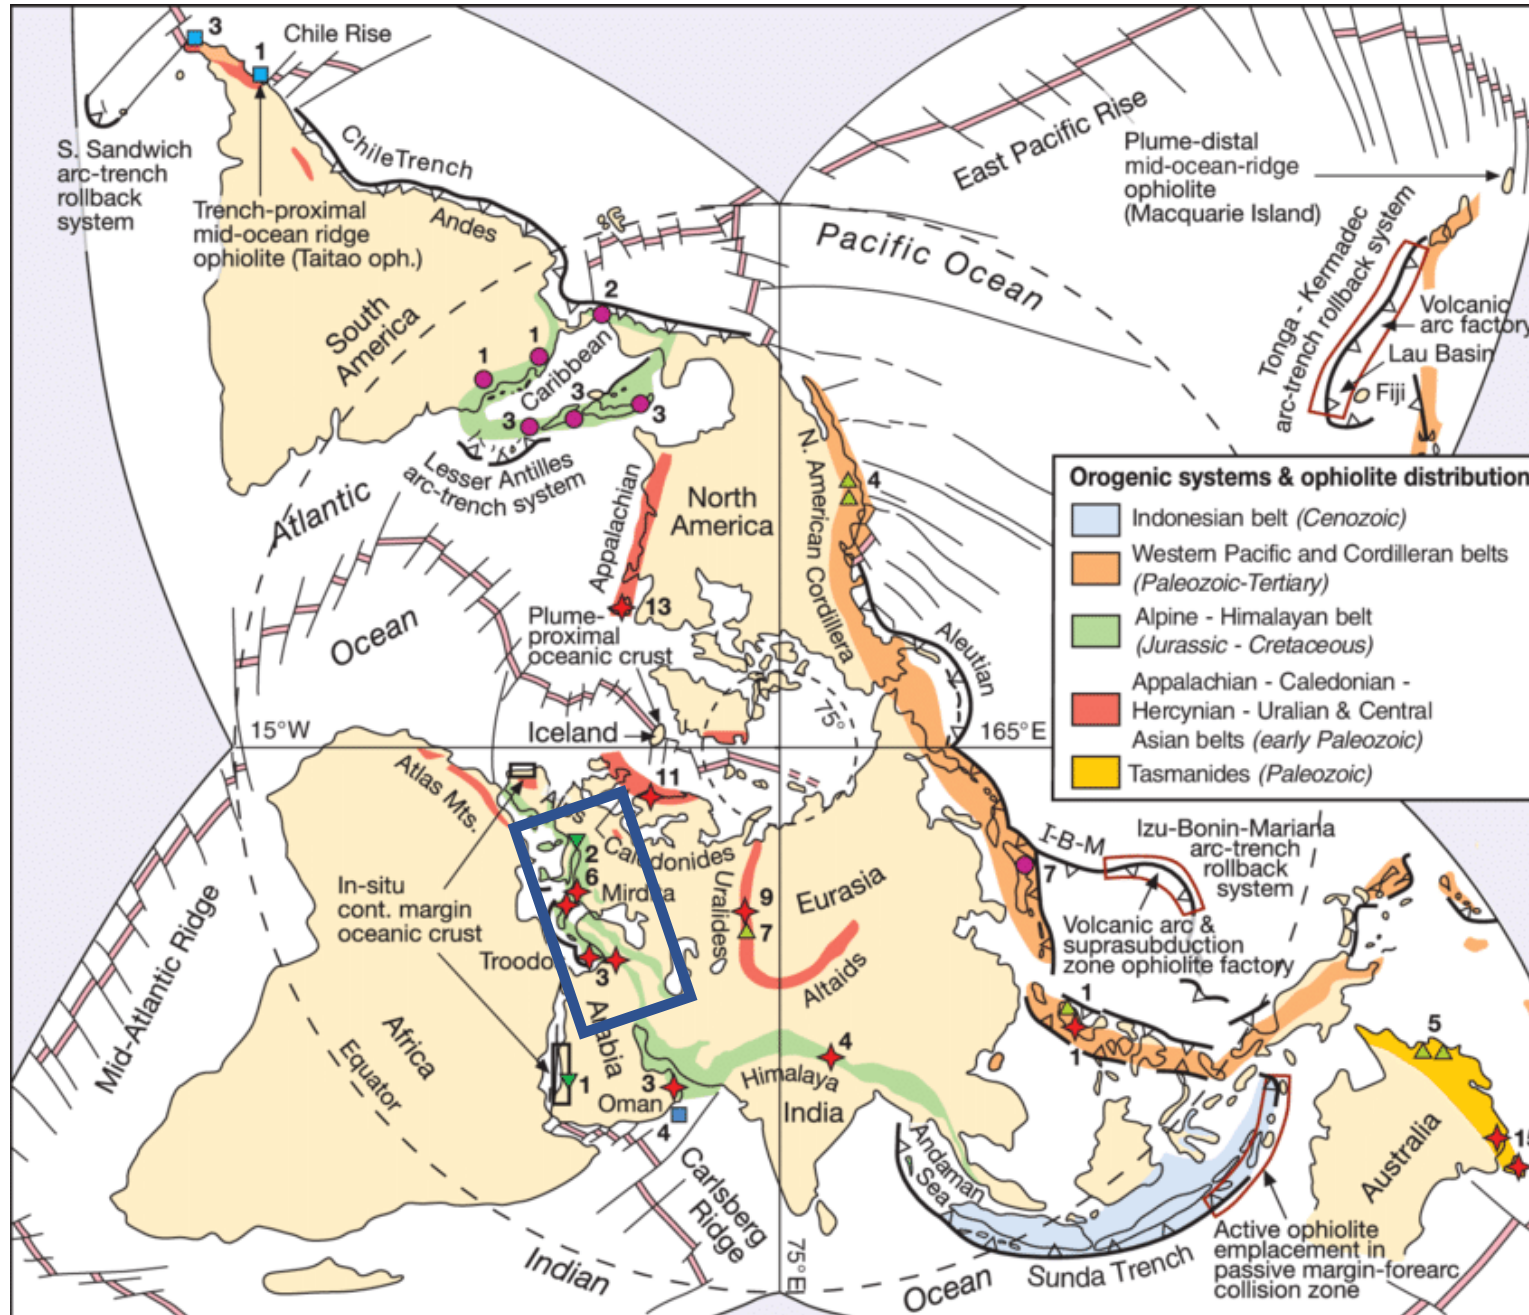 3
1
Chile Rise
S. Sandwich
arc-trench
rollback
system
Chile Trench
Andes
Trench-proximal
mid-ocean ridge
ophiolite (Taitao oph.)
East Pacific Rise
Plume-distal
mid-ocean-ridge
ophiolite
(Macquarie Island)
Pacific Ocean
Tonga - Kermadec
arc-trench rollback system
Volcanic
arc factory
Lau Basin
Fiji
South
America
2
1
1
Caribbean
3
3
3
Lesser Antilles
arc-trench system
Atlantic
Ocean
Appalachian
North
America
N. American Cordillera
4
13
Plume-
proximal
oceanic crust
Aleutian
Orogenic systems & ophiolite distribution
Indonesian belt (Cenozoic)
Western Pacific and Cordilleran belts
(Paleozoic-Tertiary)
Alpine - Himalayan belt
(Jurassic - Cretaceous)
Appalachian - Caledonian -
Hercynian - Uralian & Central
Asian belts (early Paleozoic)
Tasmanides (Paleozoic)
15°W
Iceland
75°
165°E
Atlas Mts.
11
Caledonides
2
6
Mirdita
Uralides
9
7
Eurasia
Altaids
I-B-M
Izu-Bonin-Mariana
arc-trench
rollback
system
7
Volcanic arc &
suprasubduction
zone ophiolite factory
In-situ
cont. margin
oceanic crust
Troodos
3
Mid-Atlantic Ridge
Africa
Equator
Arabia
1
3
Oman
4
Himalaya
4
India
1
1
5
15
Australia
Carlsberg
Ridge
Andaman
Sea
75°E
Indian
Ocean
Sunda Trench
Active ophiolite
emplacement in
passive margin-forearc
collision zone